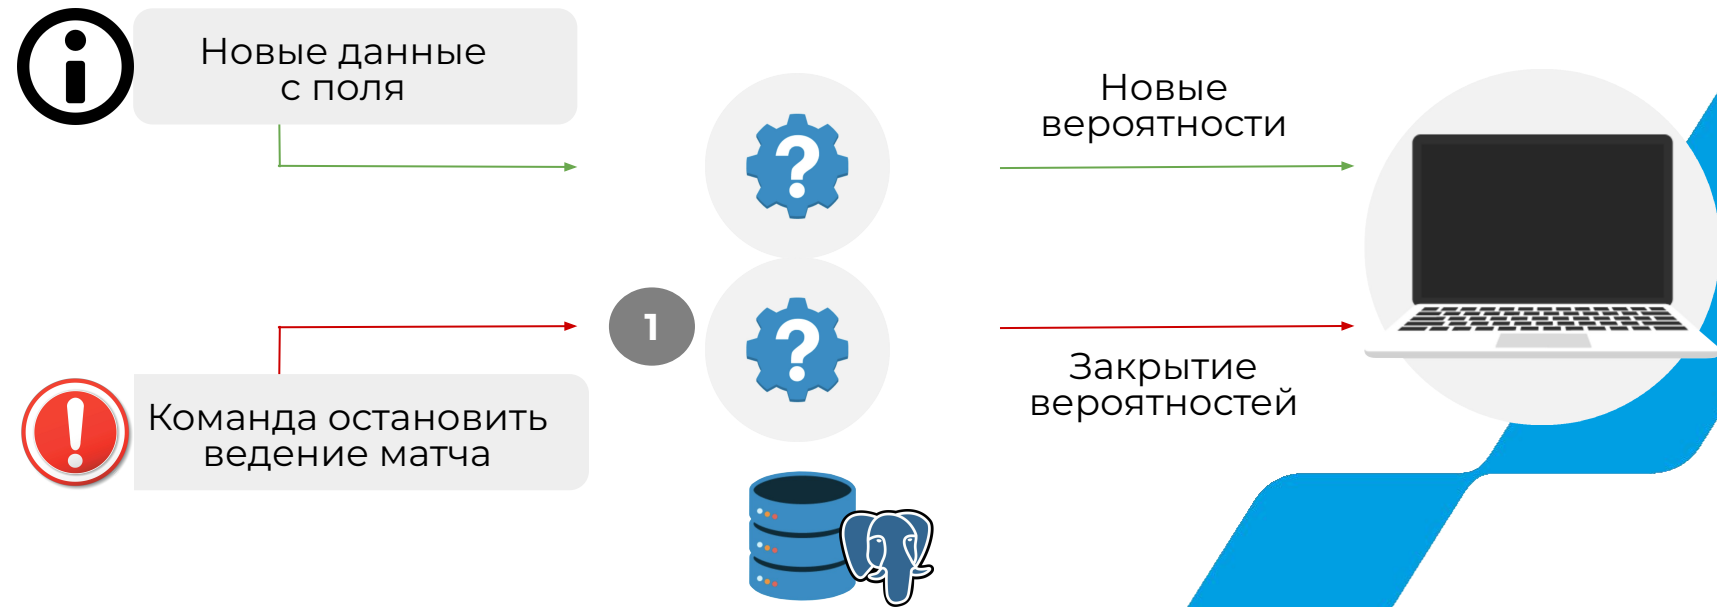 Новые данные
с поля
Новые
вероятности
?
1
?
Закрытие
вероятностей
!
Команда остановить
ведение матча